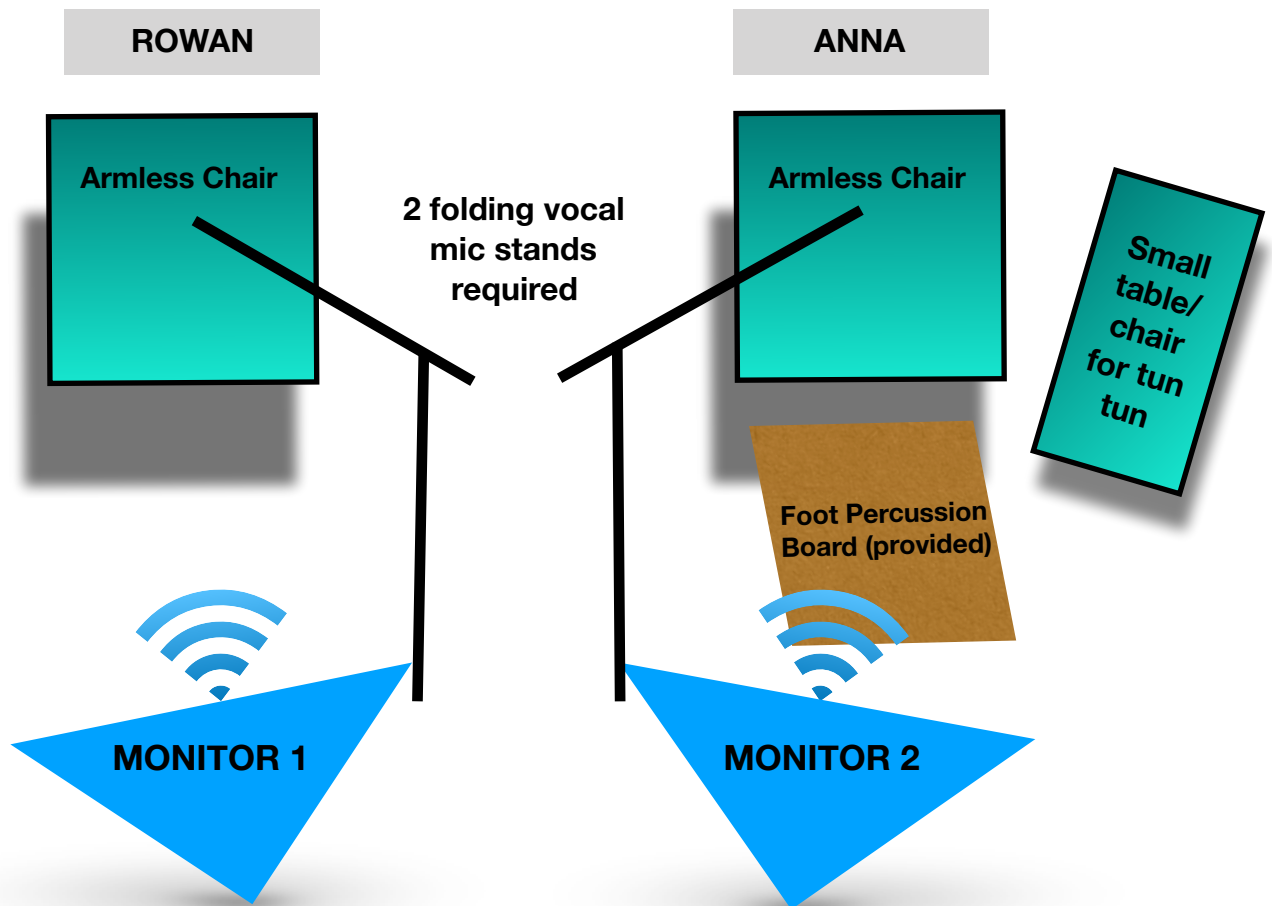 ROWAN
ANNA
Armless Chair
2 folding vocal
mic stands
required
Armless Chair
Small
table/
chair
for tun
tun
Foot Percussion
Board (provided)
MONITOR 1
MONITOR 2